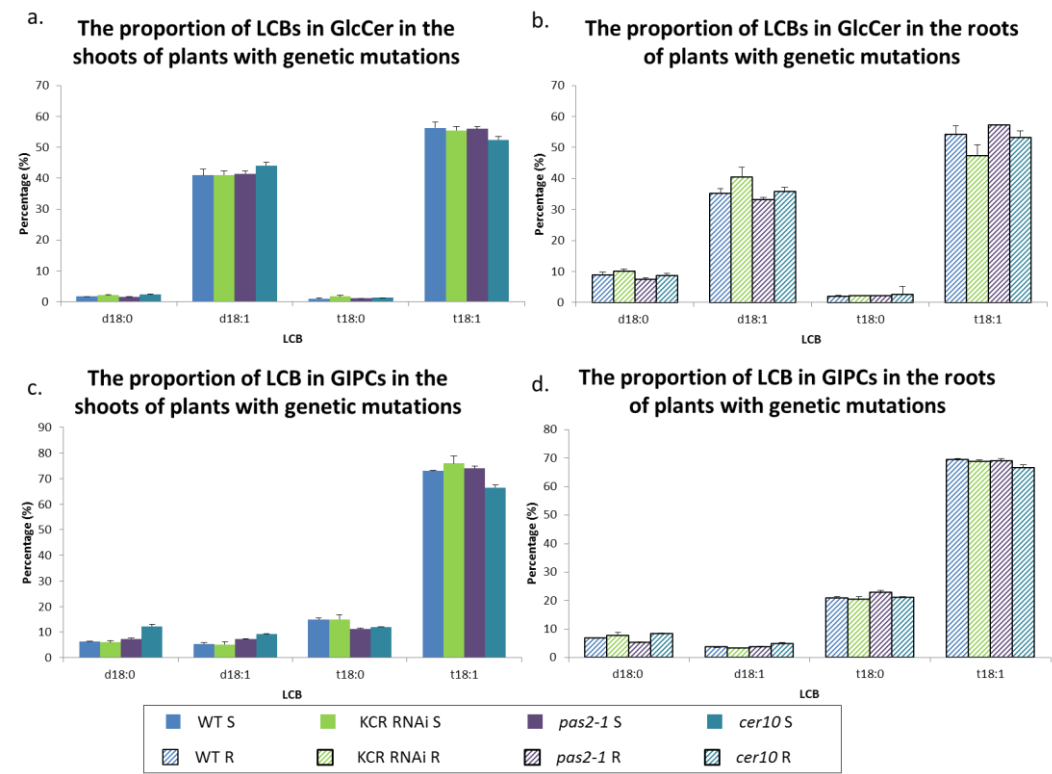 a.
The proportion of LCBs in GlcCer in the
shoots of plants with genetic mutations
70
60
50
40
30
20
10
0
Percentage (%)
d18:0
d18:1
t18:0
t18:1
LCB
b.
The proportion of LCBs in GlcCer in the roots
of plants with genetic mutations
70
60
50
40
30
20
10
0
Percentage (%)
d18:0
d18:1
t18:0
t18:1
LCB
c.
The proportion of LCB in GIPCs in the
shoots of plants with genetic mutations
90
80
70
60
50
40
30
20
10
0
Percentage (%)
d18:0
d18:1
t18:0
t18:1
LCB
d.
The proportion of LCB in GIPCs in the roots
of plants with genetic mutations
80
70
60
50
40
30
20
10
0
Percentage (%)
d18:0
d18:1
t18:0
t18:1
LCB
WT S KCR RNAi S pas2-1 S cer10 S
WT R KCR RNAi R pas2-1 R cer10 R